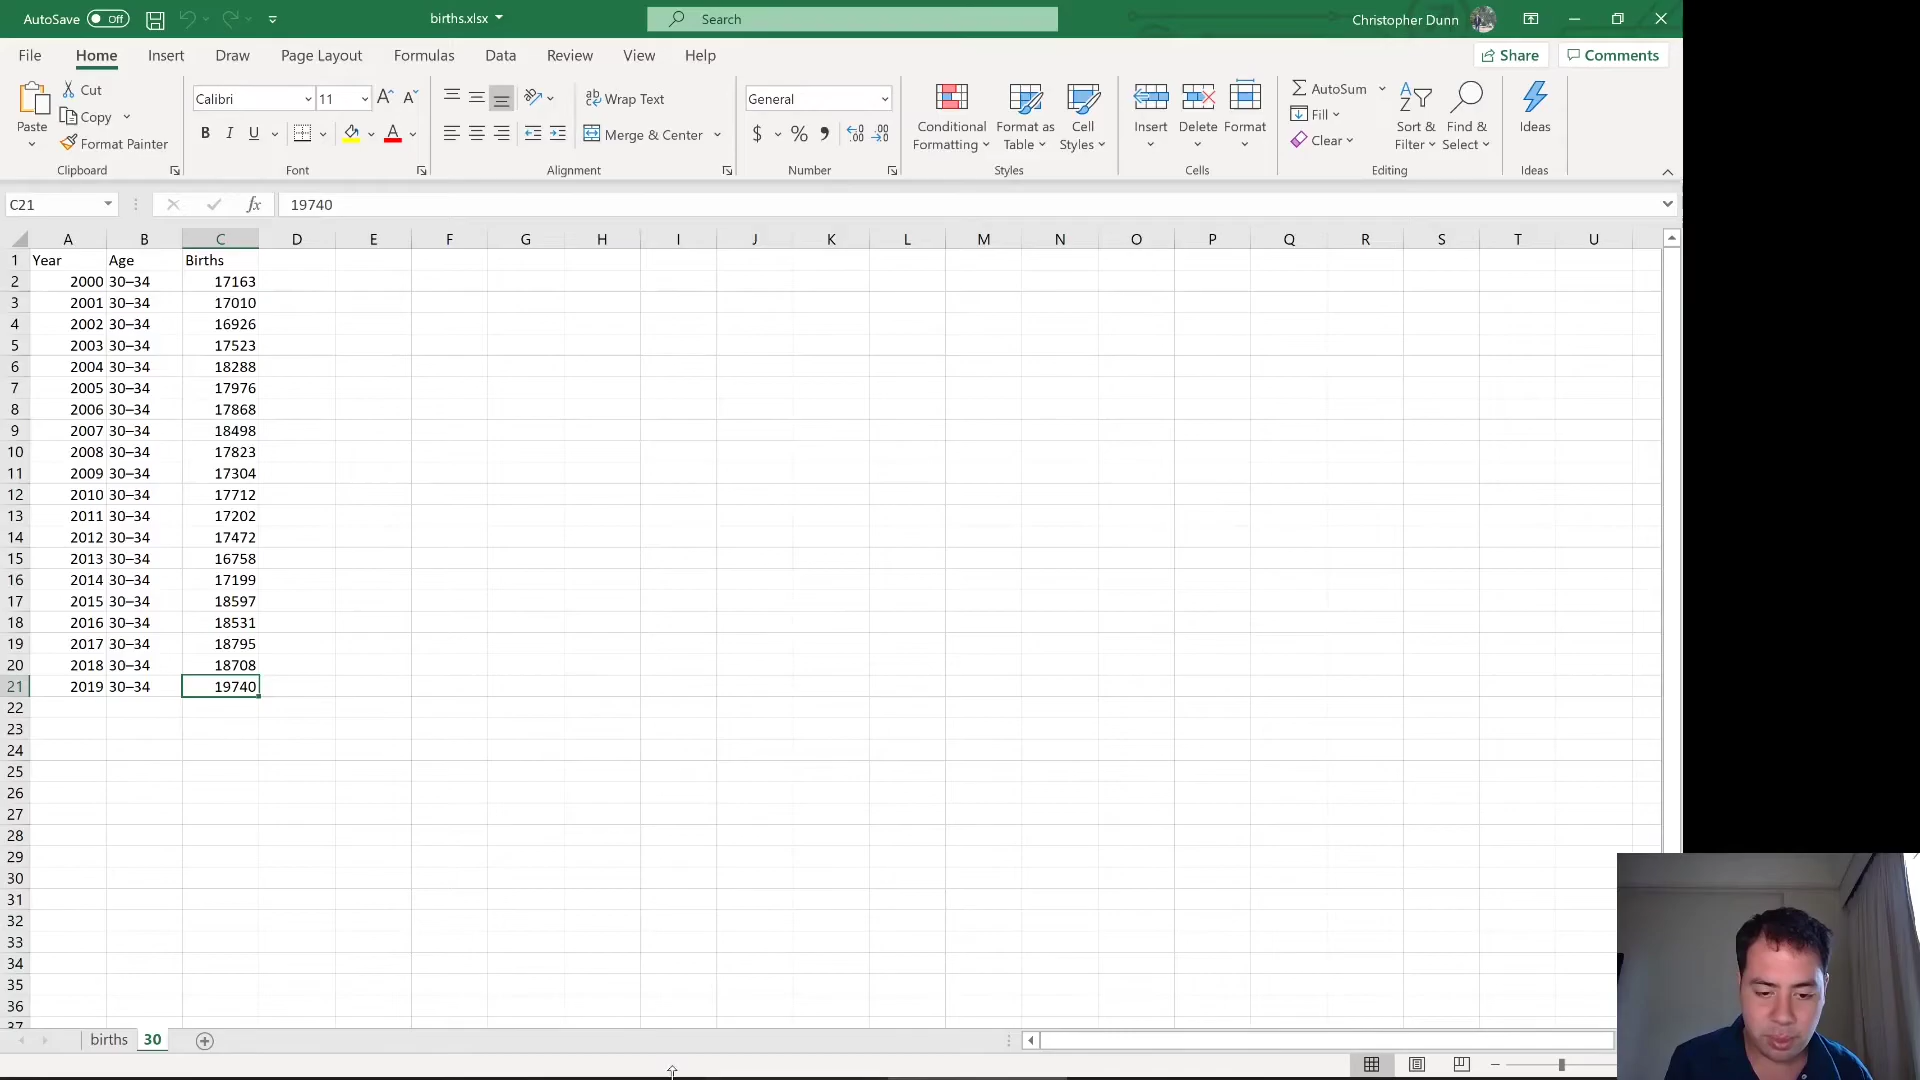 AutoSave Off births.xlsx Search Christopher Dunn
File Home Insert Draw Page Layout Formulas Data Review View Help Share Comments
Cut
Copy
Format Painter
Paste
Clipboard
Calibri 11
B I U
Font
Wrap Text
Merge & Center
Alignment
General
$ % ,
Number
Conditional Formatting
Format as Table
Cell Styles
Styles
Insert Delete Format
Cells
AutoSum
Fill
Clear
Sort & Filter
Find & Select
Editing
Ideas
Ideas
C21 fx 19740
A B C D E F G H I J K L M N O P Q R S T U
1 Year Age Births
2 2000 30–34 17163
3 2001 30–34 17010
4 2002 30–34 16926
5 2003 30–34 17523
6 2004 30–34 18288
7 2005 30–34 17976
8 2006 30–34 17868
9 2007 30–34 18498
10 2008 30–34 17823
11 2009 30–34 17304
12 2010 30–34 17712
13 2011 30–34 17202
14 2012 30–34 17472
15 2013 30–34 16758
16 2014 30–34 17199
17 2015 30–34 18597
18 2016 30–34 18531
19 2017 30–34 18795
20 2018 30–34 18708
21 2019 30–34 19740
22
23
24
25
26
27
28
29
30
31
32
33
34
35
36
37
births 30